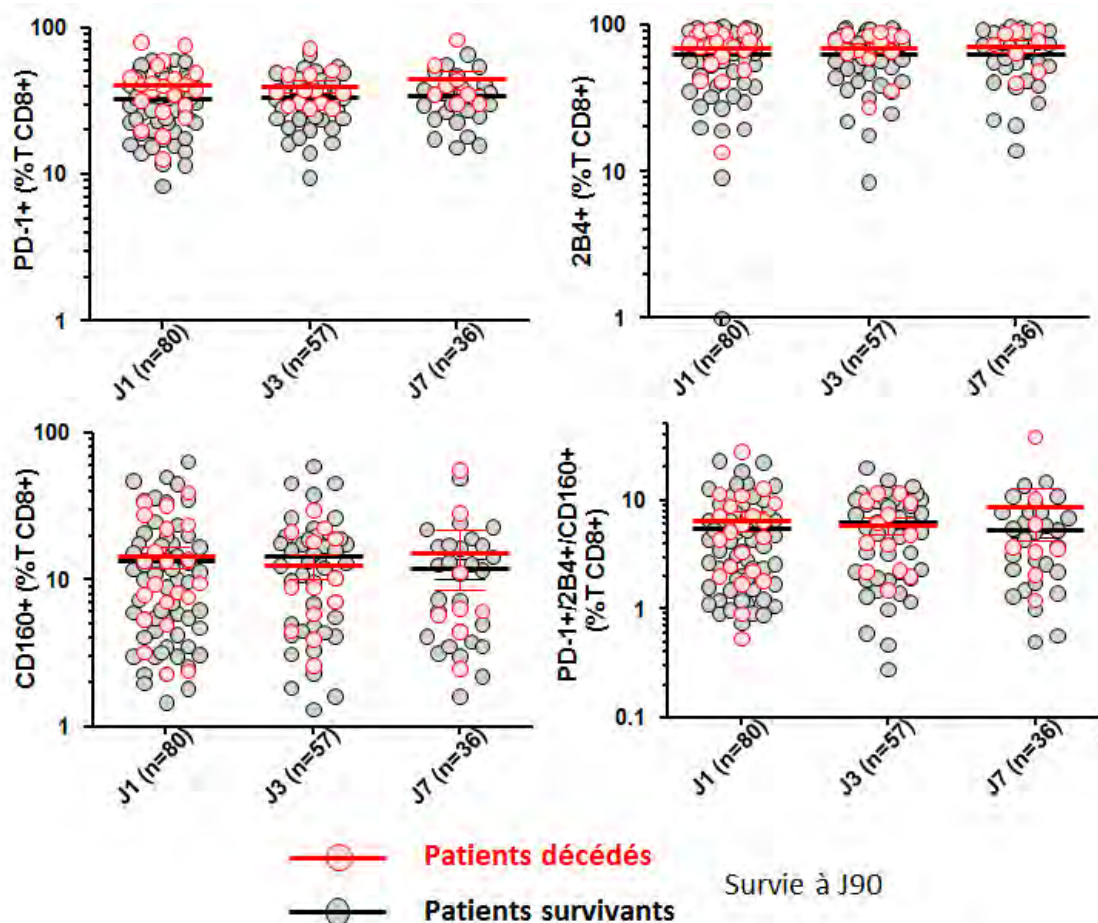 100
10
1
PD-1+ (%T CD8+)
J1 (n=80)
J3 (n=57)
J7 (n=36)
100
10
1
2B4+ (%T CD8+)
J1 (n=80)
J3 (n=57)
J7 (n=36)
100
10
1
CD160+ (%T CD8+)
J1 (n=80)
J3 (n=57)
J7 (n=36)
10
1
0.1
PD-1+/2B4+/CD160+
(%T CD8+)
J1 (n=80)
J3 (n=57)
J7 (n=36)
Patients décédés
Patients survivants
Survie à J90